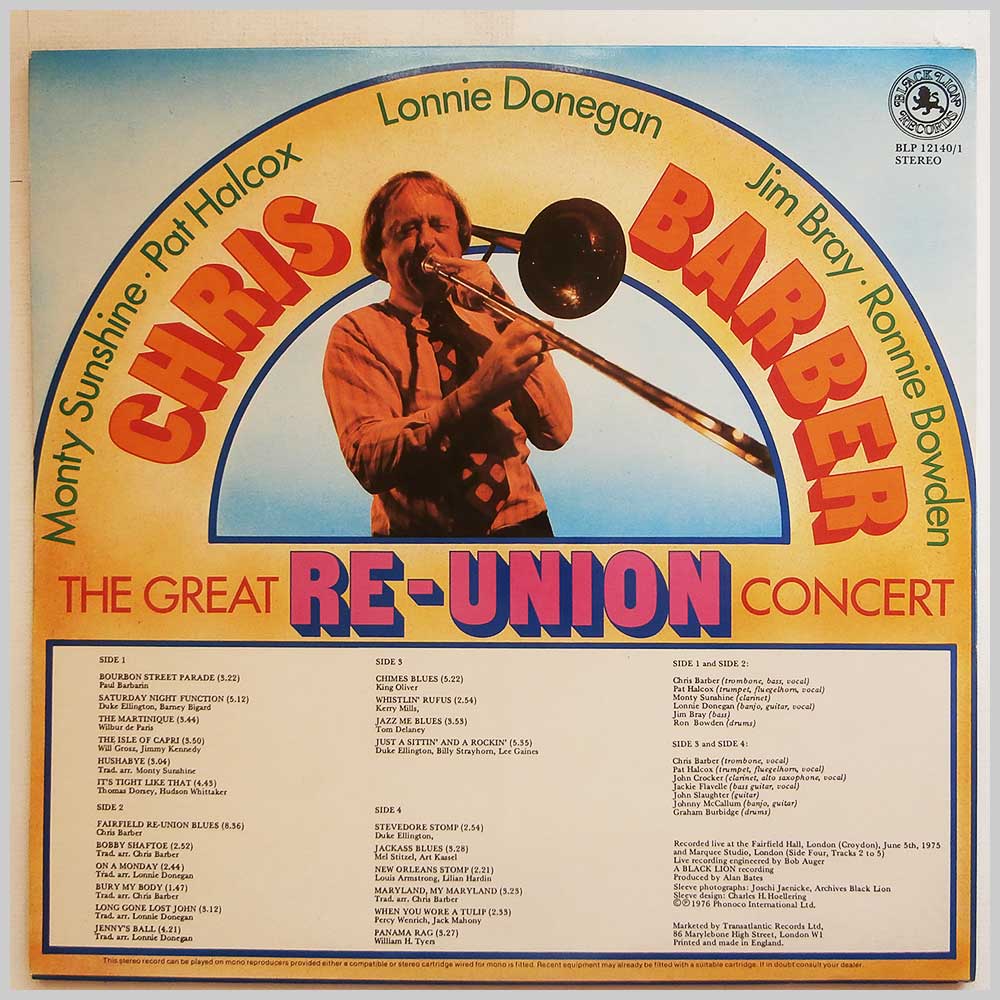 BLACK LION RECORDS
BLP 12140/1
STEREO
Monty Sunshine · Pat Halcox
Lonnie Donegan
Jim Bray · Ronnie Bowden
CHRIS BARBER
THE GREAT RE-UNION CONCERT
SIDE 1
BOURBON STREET PARADE (3.22)
Paul Barbarin
SATURDAY NIGHT FUNCTION (5.12)
Duke Ellington, Barney Bigard
THE MARTINIQUE (3.44)
Wilbur de Paris
THE ISLE OF CAPRI (3.50)
Will Grosz, Jimmy Kennedy
HUSHABYE (3.04)
Trad. arr. Monty Sunshine
IT'S TIGHT LIKE THAT (4.43)
Thomas Dorsey, Hudson Whittaker
SIDE 2
FAIRFIELD RE-UNION BLUES (8.36)
Chris Barber
BOBBY SHAFTOE (2.52)
Trad. arr. Chris Barber
ON A MONDAY (2.44)
Trad. arr. Lonnie Donegan
BURY MY BODY (1.47)
Trad. arr. Chris Barber
LONG GONE LOST JOHN (3.12)
Trad. arr. Lonnie Donegan
JENNY'S BALL (4.21)
Trad. arr. Lonnie Donegan
SIDE 3
CHIMES BLUES (5.22)
King Oliver
WHISTLIN' RUFUS (2.54)
Kerry Mills,
JAZZ ME BLUES (3.53)
Tom Delaney
JUST A SITTIN' AND A ROCKIN' (5.35)
Duke Ellington, Billy Strayhorn, Lee Gaines
SIDE 4
STEVEDORE STOMP (2.54)
Duke Ellington,
JACKASS BLUES (3.28)
Mel Stitzel, Art Kassel
NEW ORLEANS STOMP (2.21)
Louis Armstrong, Lillian Hardin
MARYLAND, MY MARYLAND (3.23)
Trad. arr. Chris Barber
WHEN YOU WORE A TULIP (2.33)
Percy Wenrich, Jack Mahony
PANAMA RAG (3.27)
William H. Tyers
SIDE 1 and SIDE 2:
Chris Barber (trombone, bass, vocal)
Pat Halcox (trumpet, fluegelhorn, vocal)
Monty Sunshine (clarinet)
Lonnie Donegan (banjo, guitar, vocal)
Jim Bray (bass)
Ron Bowden (drums)
SIDE 3 and SIDE 4:
Chris Barber (trombone, vocal)
Pat Halcox (trumpet, fluegelhorn, vocal)
John Crocker (clarinet, alto saxophone, vocal)
Jackie Flavelle (bass guitar, vocal)
John Slaughter (guitar)
Johnny McCallum (banjo, guitar)
Graham Burbidge (drums)
Recorded live at the Fairfield Hall, London (Croydon), June 5th, 1975
and Marquee Studio, London (Side Four, Tracks 2 to 5)
Live recording engineered by Bob Auger
A BLACK LION recording
Produced by Alan Bates
Sleeve photographs: Joschi Jaenicke, Archives Black Lion
Sleeve design: Charles H. Hoellering
©℗1976 Phonoco International Ltd.
Marketed by Transatlantic Records Ltd,
86 Marylebone High Street, London W1
Printed and made in England.
This stereo record can be played on mono reproducers provided either a compatible or stereo cartridge wired for mono is fitted. Recent equipment may already be fitted with a suitable cartridge. If in doubt consult your dealer.